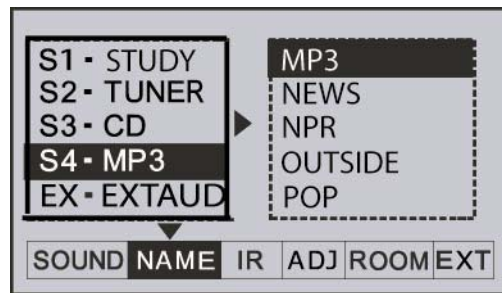 S1 - STUDY
S2 - TUNER
S3 - CD
S4 - MP3
EX - EXTAUD
MP3
NEWS
NPR
OUTSIDE
POP
SOUND NAME IR ADJ ROOM EXT